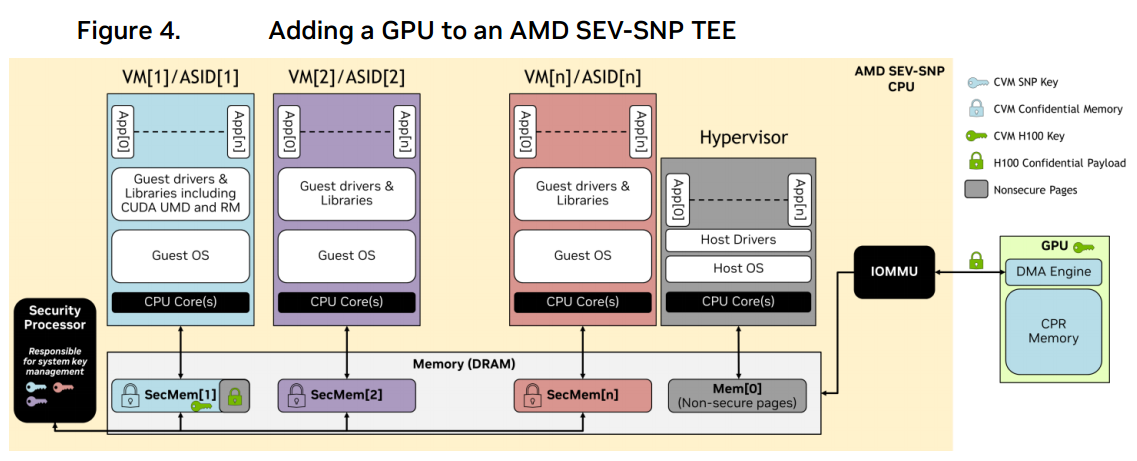 Figure 4. Adding a GPU to an AMD SEV-SNP TEE
VM[1]/ASID[1]
App[0]
App[n]
Guest drivers &
Libraries including
CUDA UMD and RM
Guest OS
CPU Core(s)
VM[2]/ASID[2]
App[0]
App[n]
Guest drivers &
Libraries
Guest OS
CPU Core(s)
VM[n]/ASID[n]
App[0]
App[n]
Guest drivers &
Libraries
Guest OS
CPU Core(s)
Hypervisor
App[0]
App[n]
Host Drivers
Host OS
CPU Core(s)
AMD SEV-SNP
CPU
CVM SNP Key
CVM Confidential Memory
CVM H100 Key
H100 Confidential Payload
Nonsecure Pages
IOMMU
GPU
DMA Engine
CPR
Memory
Security
Processor
Responsible
for system key
management
Memory (DRAM)
SecMem[1]
SecMem[2]
SecMem[n]
Mem[0]
(Non-secure pages)